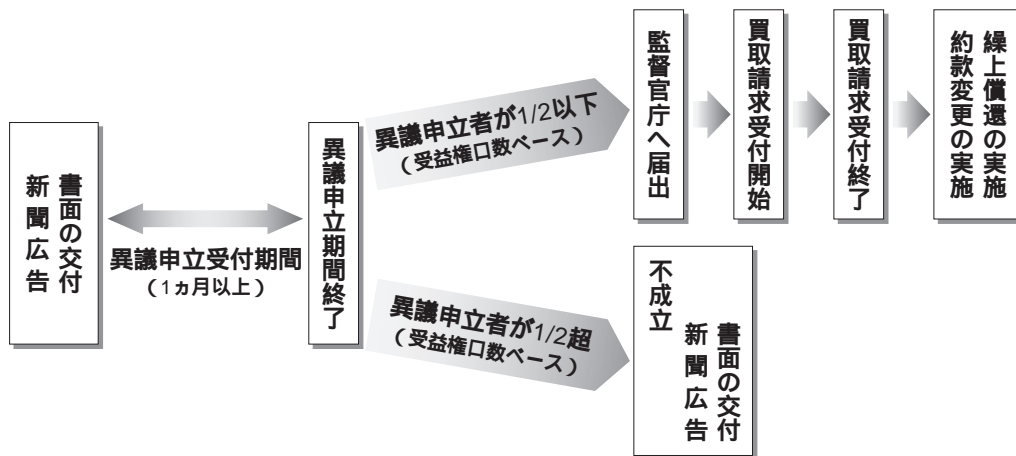 書面の交付
新聞広告
異議申立受付期間
（1ヵ月以上）
異議申立期間終了
異議申立者が1/2以下
（受益権口数ベース）
監督官庁へ届出
買取請求受付開始
買取請求受付終了
繰上償還の実施
約款変更の実施
異議申立者が1/2超
（受益権口数ベース）
不成立
書面の交付
新聞広告